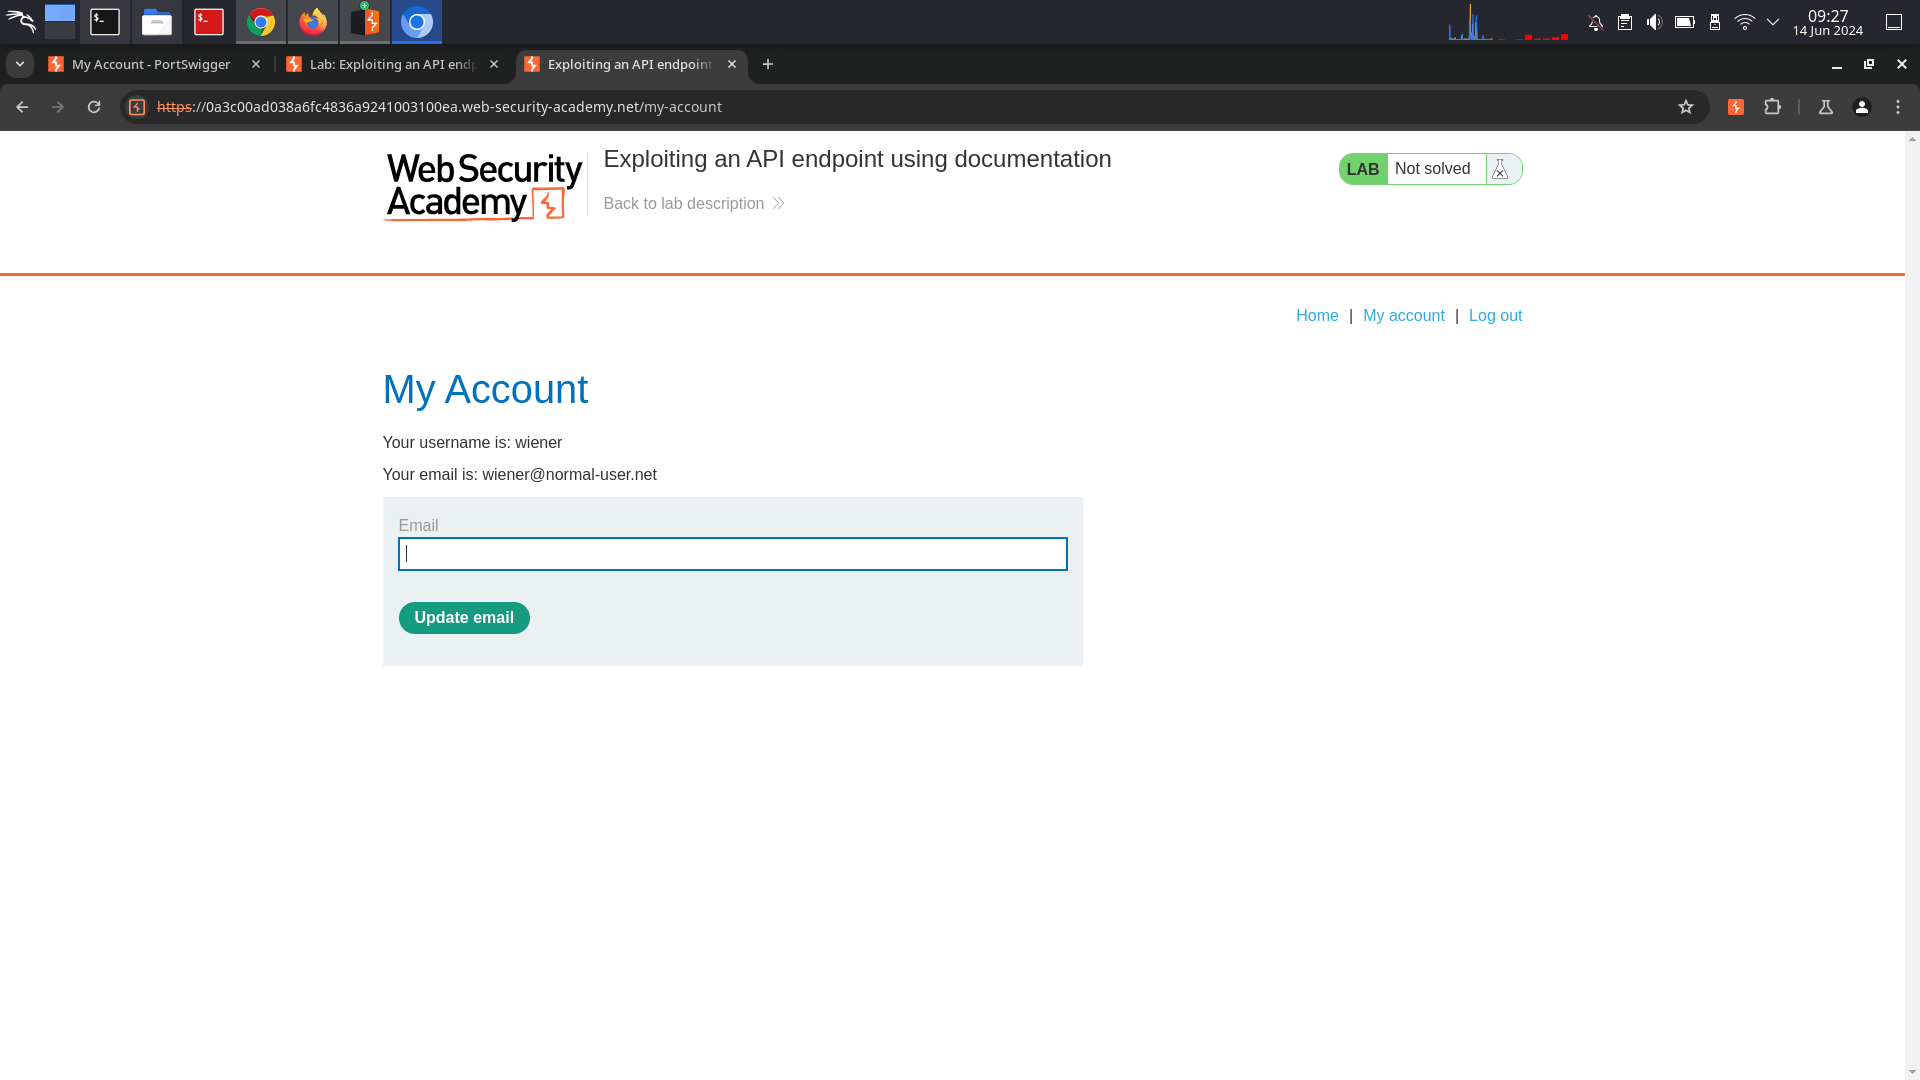 09:27
14 Jun 2024
My Account - PortSwigger
Lab: Exploiting an API endp
Exploiting an API endpoint
https://0a3c00ad038a6fc4836a9241003100ea.web-security-academy.net/my-account
Web Security
Academy
Exploiting an API endpoint using documentation
Back to lab description
LAB
Not solved
Home | My account | Log out
My Account
Your username is: wiener
Your email is: wiener@normal-user.net
Email
Update email